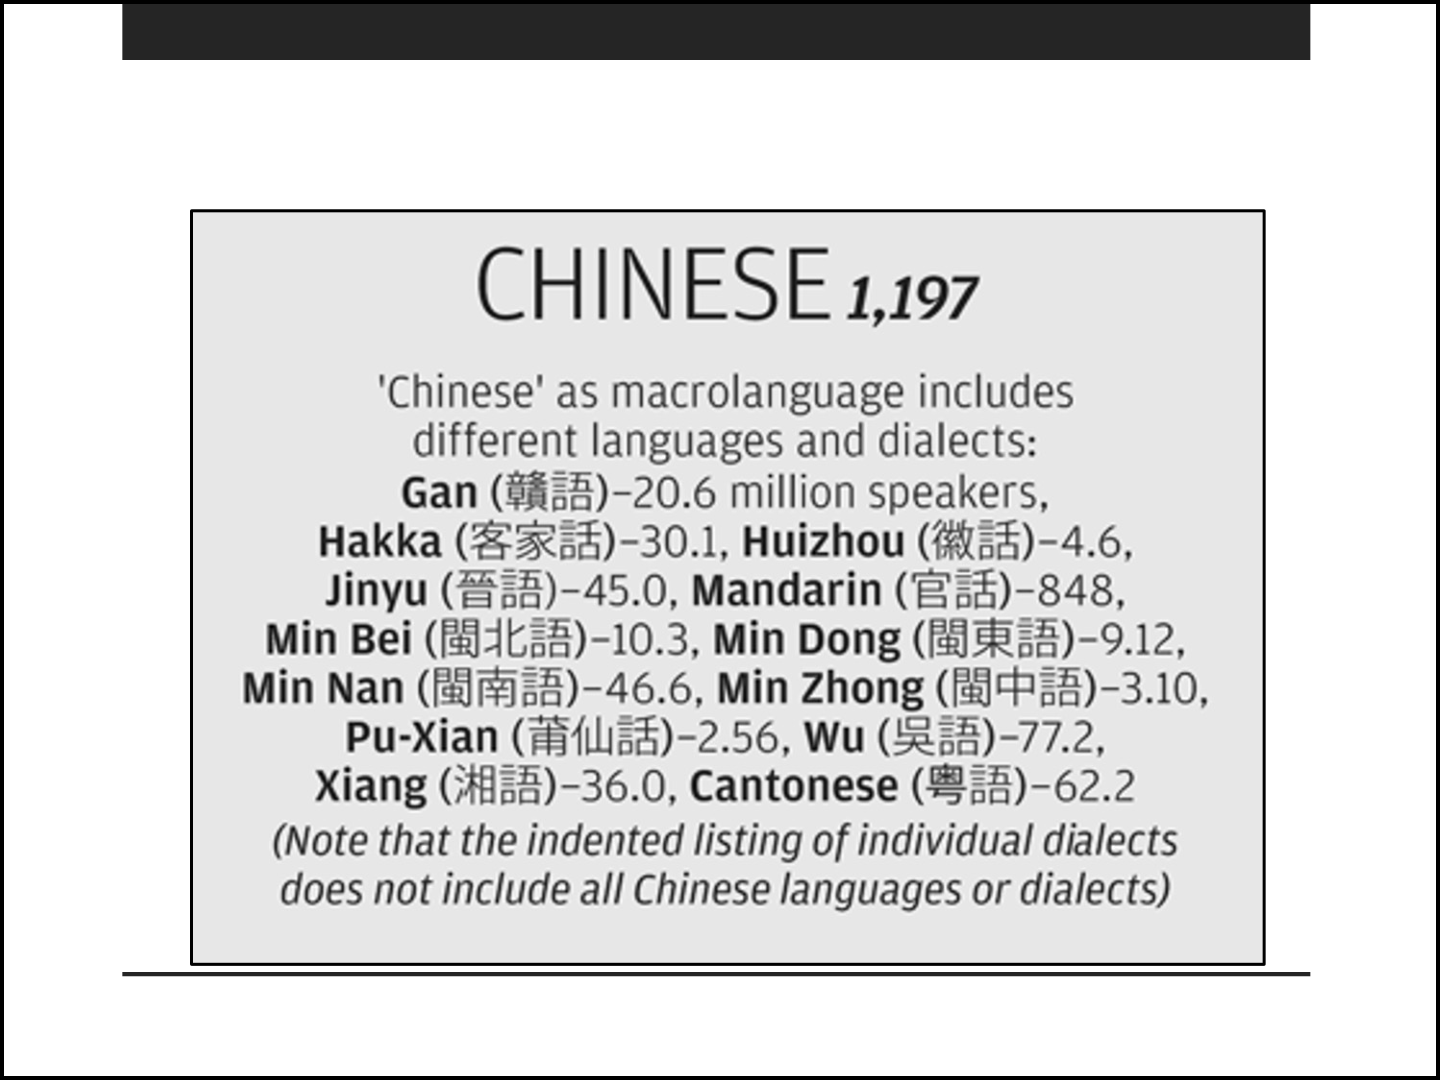 CHINESE 1,197
'Chinese' as macrolanguage includes
different languages and dialects:
Gan (贛語)–20.6 million speakers,
Hakka (客家話)–30.1, Huizhou (徽話)–4.6,
Jinyu (晉語)–45.0, Mandarin (官話)–848,
Min Bei (閩北語)–10.3, Min Dong (閩東語)–9.12,
Min Nan (閩南語)–46.6, Min Zhong (閩中語)–3.10,
Pu-Xian (莆仙話)–2.56, Wu (吳語)–77.2,
Xiang (湘語)–36.0, Cantonese (粵語)–62.2
(Note that the indented listing of individual dialects
does not include all Chinese languages or dialects)